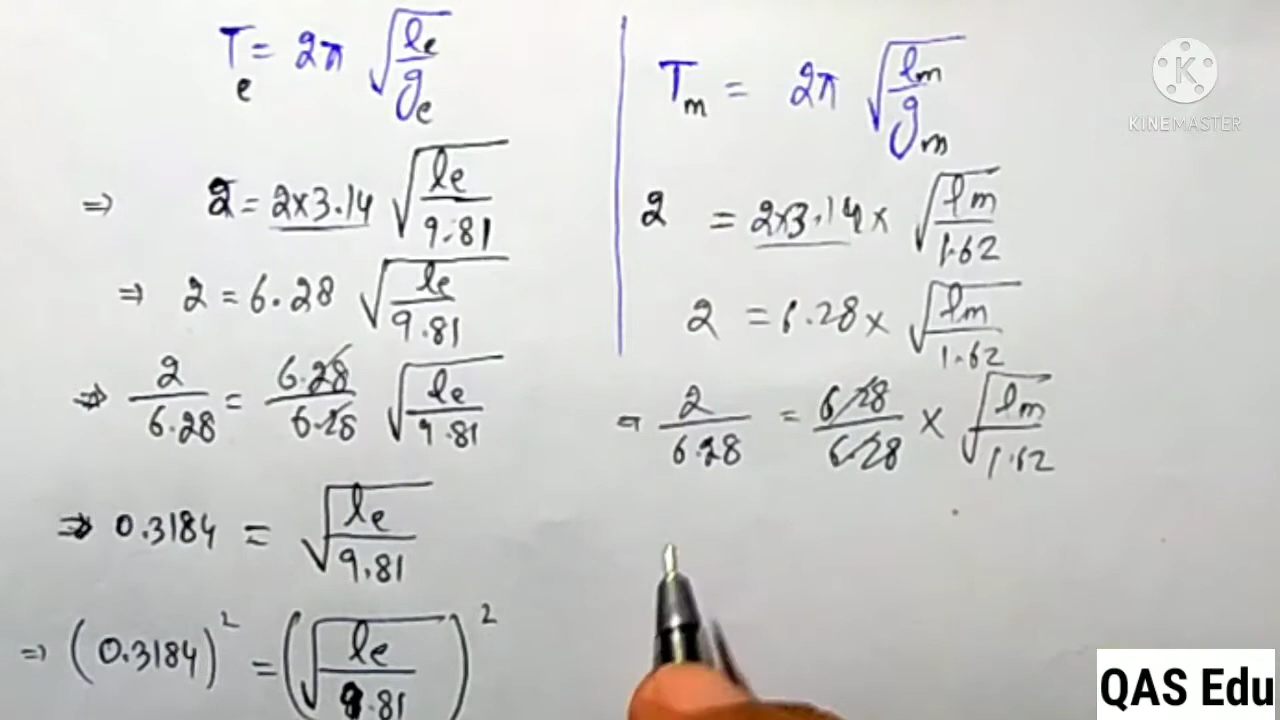 Tₑ = 2π √(lₑ/gₑ)
⇒ 2 = 2×3.14 √(lₑ/9.81)
⇒ 2 = 6.28 √(lₑ/9.81)
⇒ 2/6.28 = 6.28/6.28 √(lₑ/9.81)
⇒ 0.3184 = √(lₑ/9.81)
⇒ (0.3184)² = (√(lₑ/9.81))²
Tₘ = 2π √(lₘ/gₘ)
2 = 2×3.14 × √(lₘ/1.62)
2 = 6.28 × √(lₘ/1.62)
⇒ 2/6.28 = 6.28/6.28 × √(lₘ/1.62)
K
KINEMASTER
QAS Edu